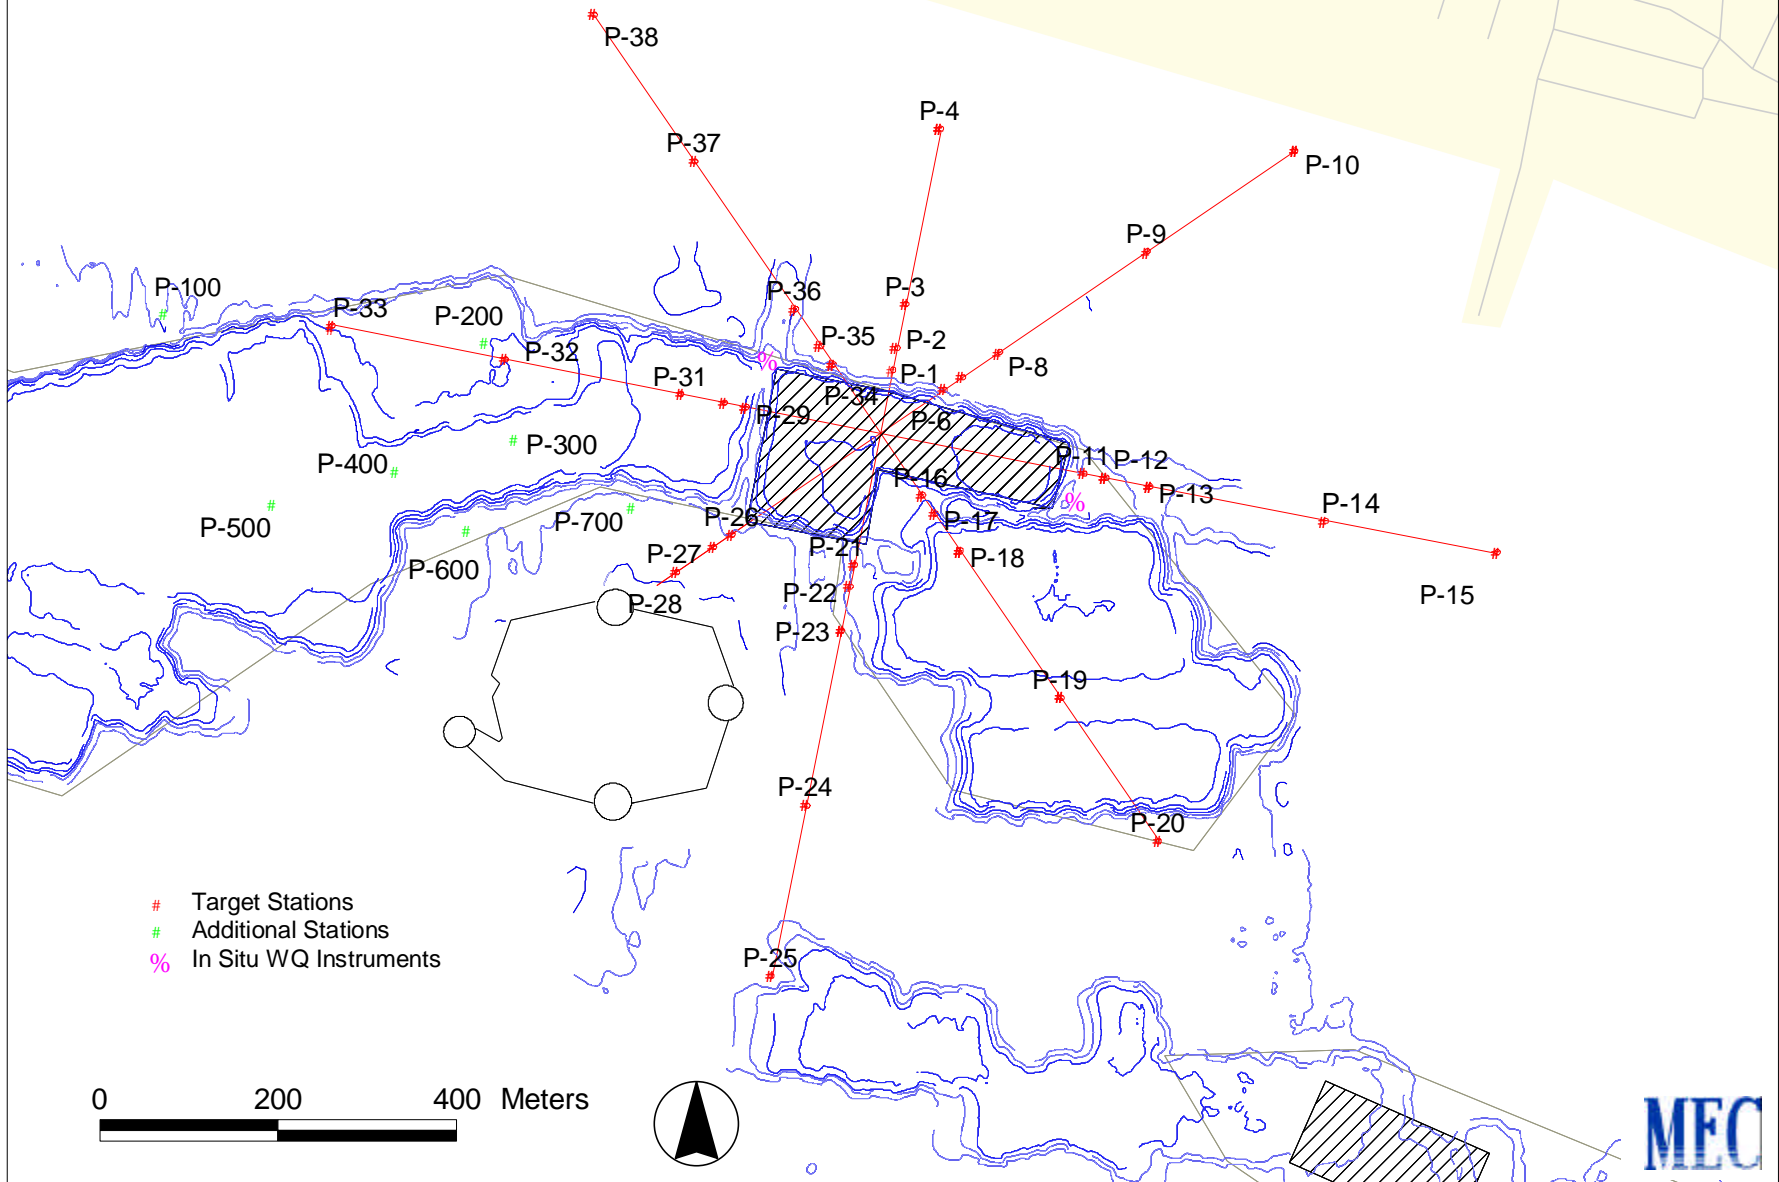 P-38
P-4
P-37
P-10
P-9
P-100
P-36
P-3
P-33
P-200
P-35
P-2
P-32
P-8
P-31
P-1
P-34
P-29
P-6
P-300
P-400
P-11
P-12
P-16
P-13
P-14
P-500
P-700
P-26
P-17
P-21
P-27
P-18
P-600
P-22
P-15
P-28
P-23
P-19
P-24
P-20
# Target Stations
# Additional Stations
% In Situ WQ Instruments
P-25
0 200 400 Meters
MEC